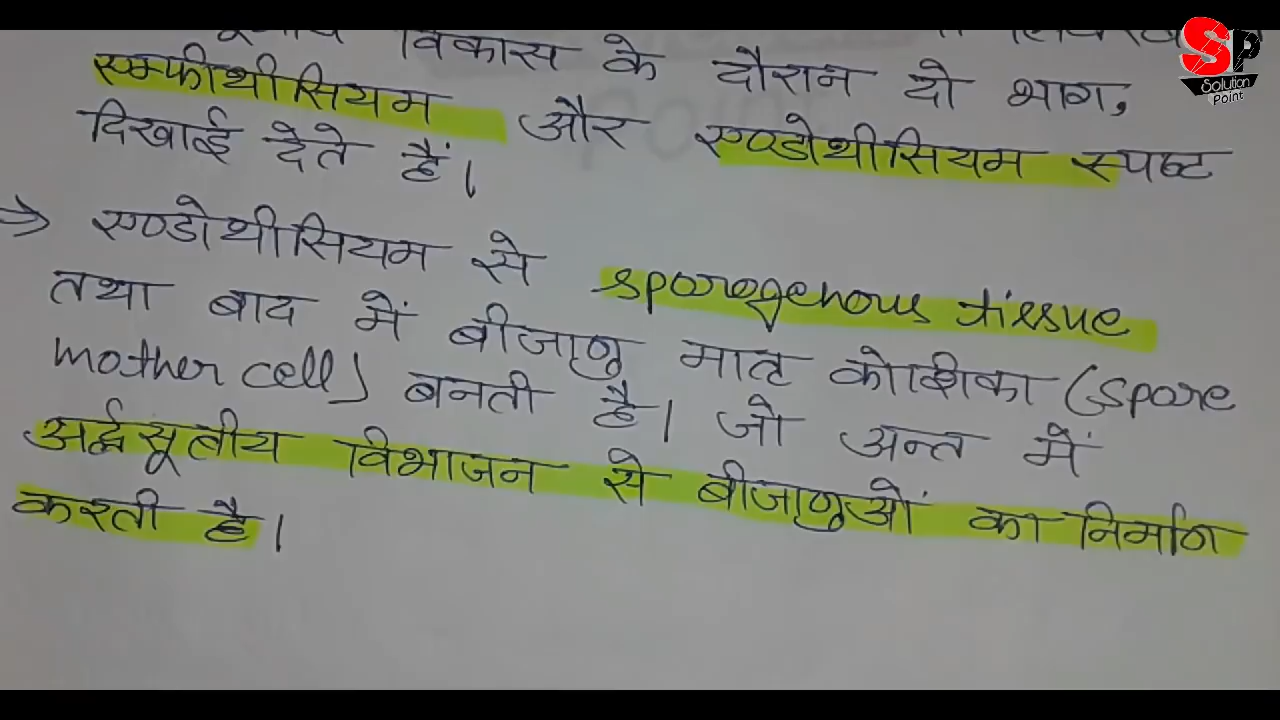 विकास के दौरान दो भाग,
एम्फीथीसियम और एण्डोथीसियम स्पष्ट
दिखाई देते हैं।
⇒ एण्डोथीसियम से sporogenous tissue
तथा बाद में बीजाणु मातृ कोशिका (spore
mother cell) बनती है। जो अन्त में
अर्द्धसूत्रीय विभाजन से बीजाणुओं का निर्माण
करती है।
SP
Solution
Point